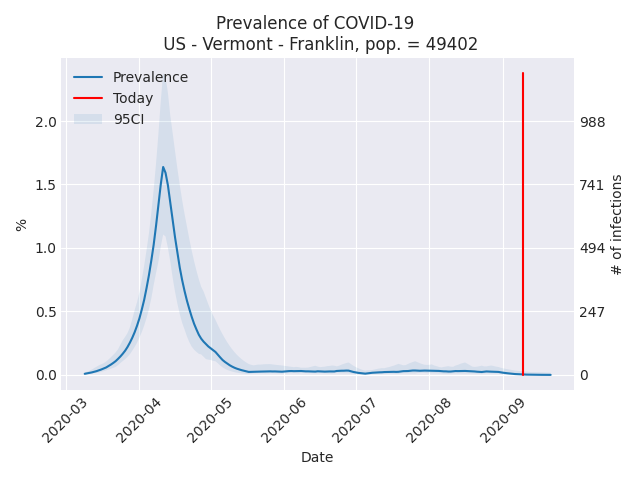 Prevalence of COVID-19
US - Vermont - Franklin, pop. = 49402
Prevalence
Today
95CI
2.0
1.5
1.0
0.5
0.0
%
988
741
494
247
0
# of infections
2020-03
2020-04
2020-05
2020-06
2020-07
2020-08
2020-09
Date